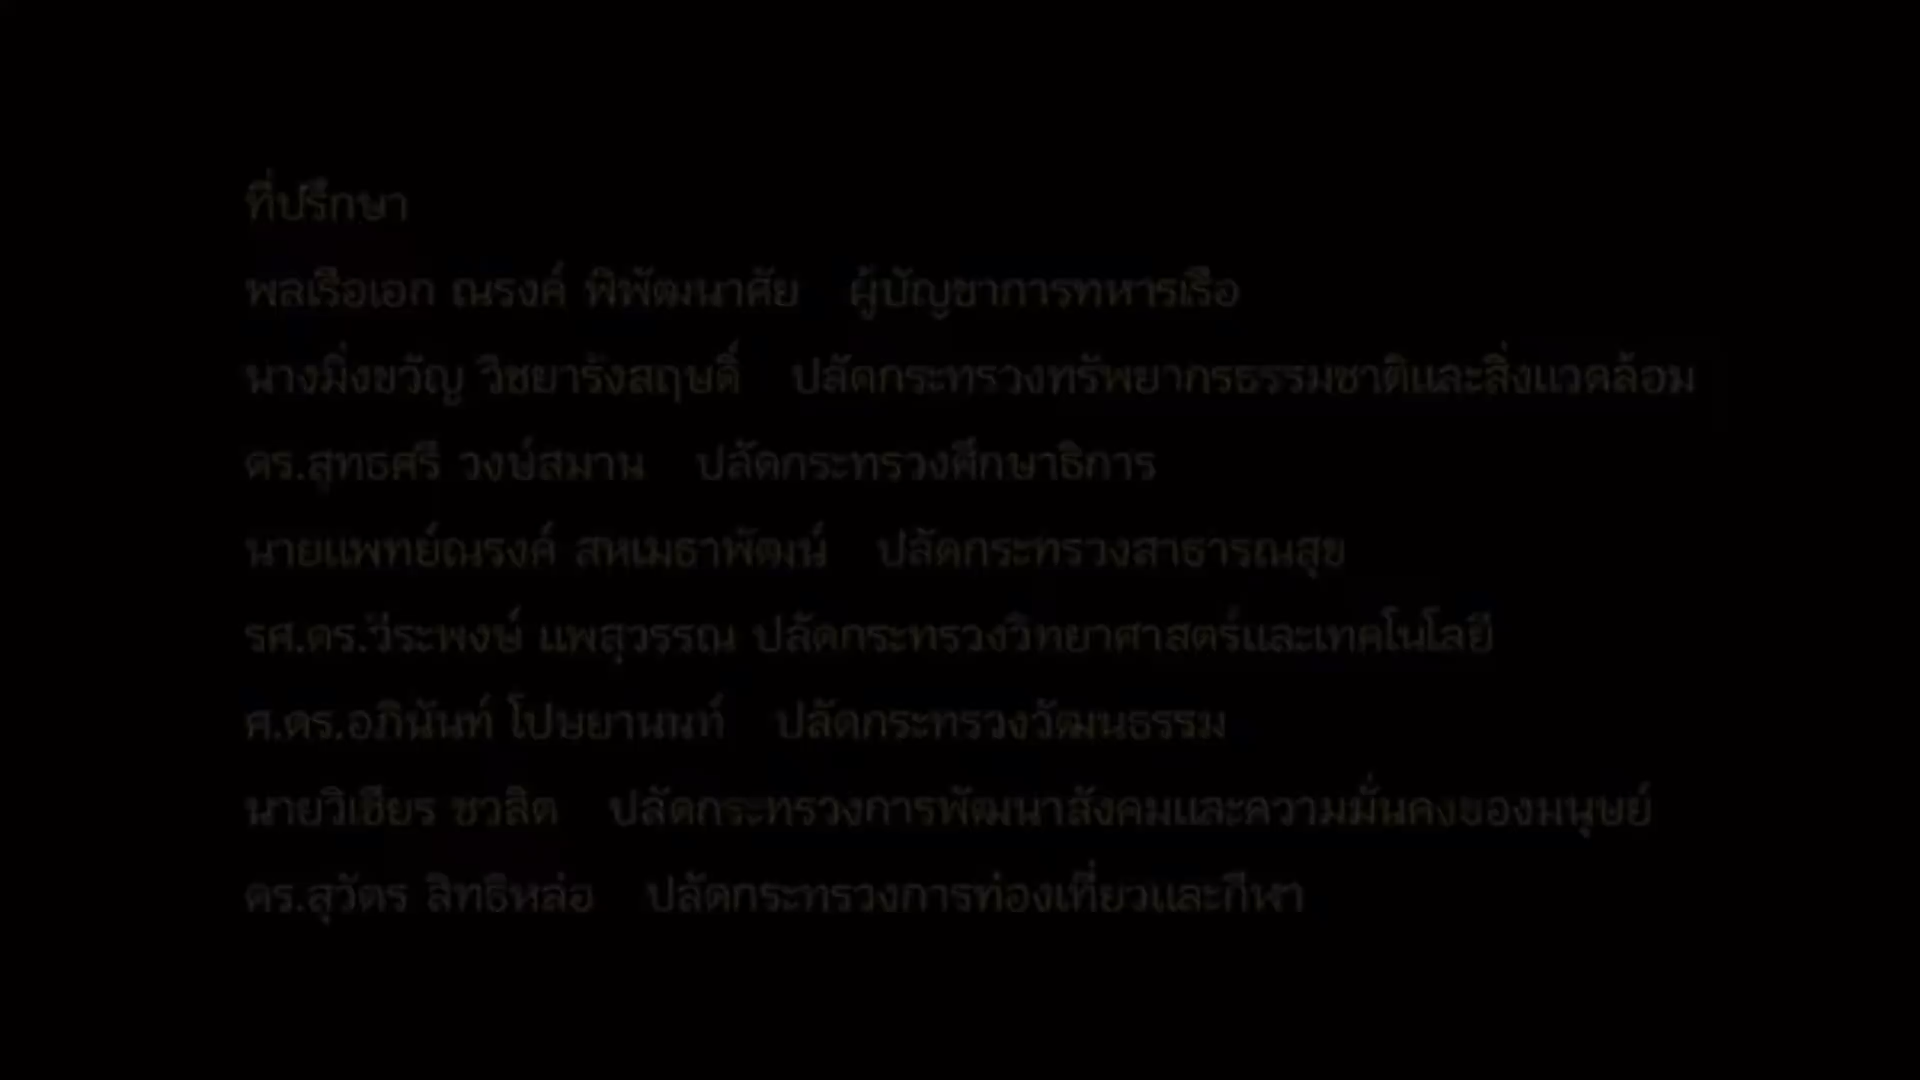 ที่ปรึกษา
พลเรือเอก ณรงค์ พิพัฒนาศัย ผู้บัญชาการทหารเรือ
นางมิ่งขวัญ วิชยารังสฤษดิ์ ปลัดกระทรวงทรัพยากรธรรมชาติและสิ่งแวดล้อม
ดร.สุทธศรี วงษ์สมาน ปลัดกระทรวงศึกษาธิการ
นายแพทย์ณรงค์ สหเมธาพัฒน์ ปลัดกระทรวงสาธารณสุข
รศ.ดร.วีระพงษ์ แพสุวรรณ ปลัดกระทรวงวิทยาศาสตร์และเทคโนโลยี
ศ.ดร.อภินันท์ โปษยานนท์ ปลัดกระทรวงวัฒนธรรม
นายวิเชียร ชวลิต ปลัดกระทรวงการพัฒนาสังคมและความมั่นคงของมนุษย์
ดร.สุวัตร สิทธิหล่อ ปลัดกระทรวงการท่องเที่ยวและกีฬา